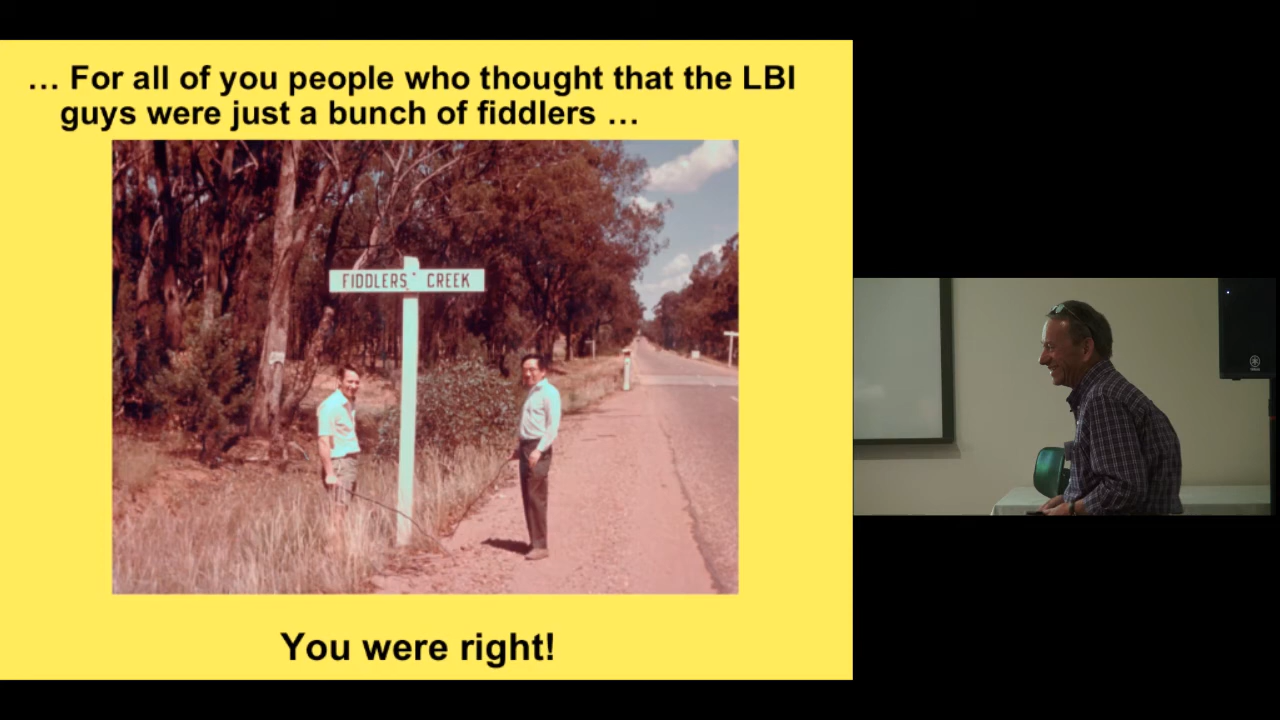 … For all of you people who thought that the LBI
guys were just a bunch of fiddlers …
FIDDLERS CREEK
You were right!